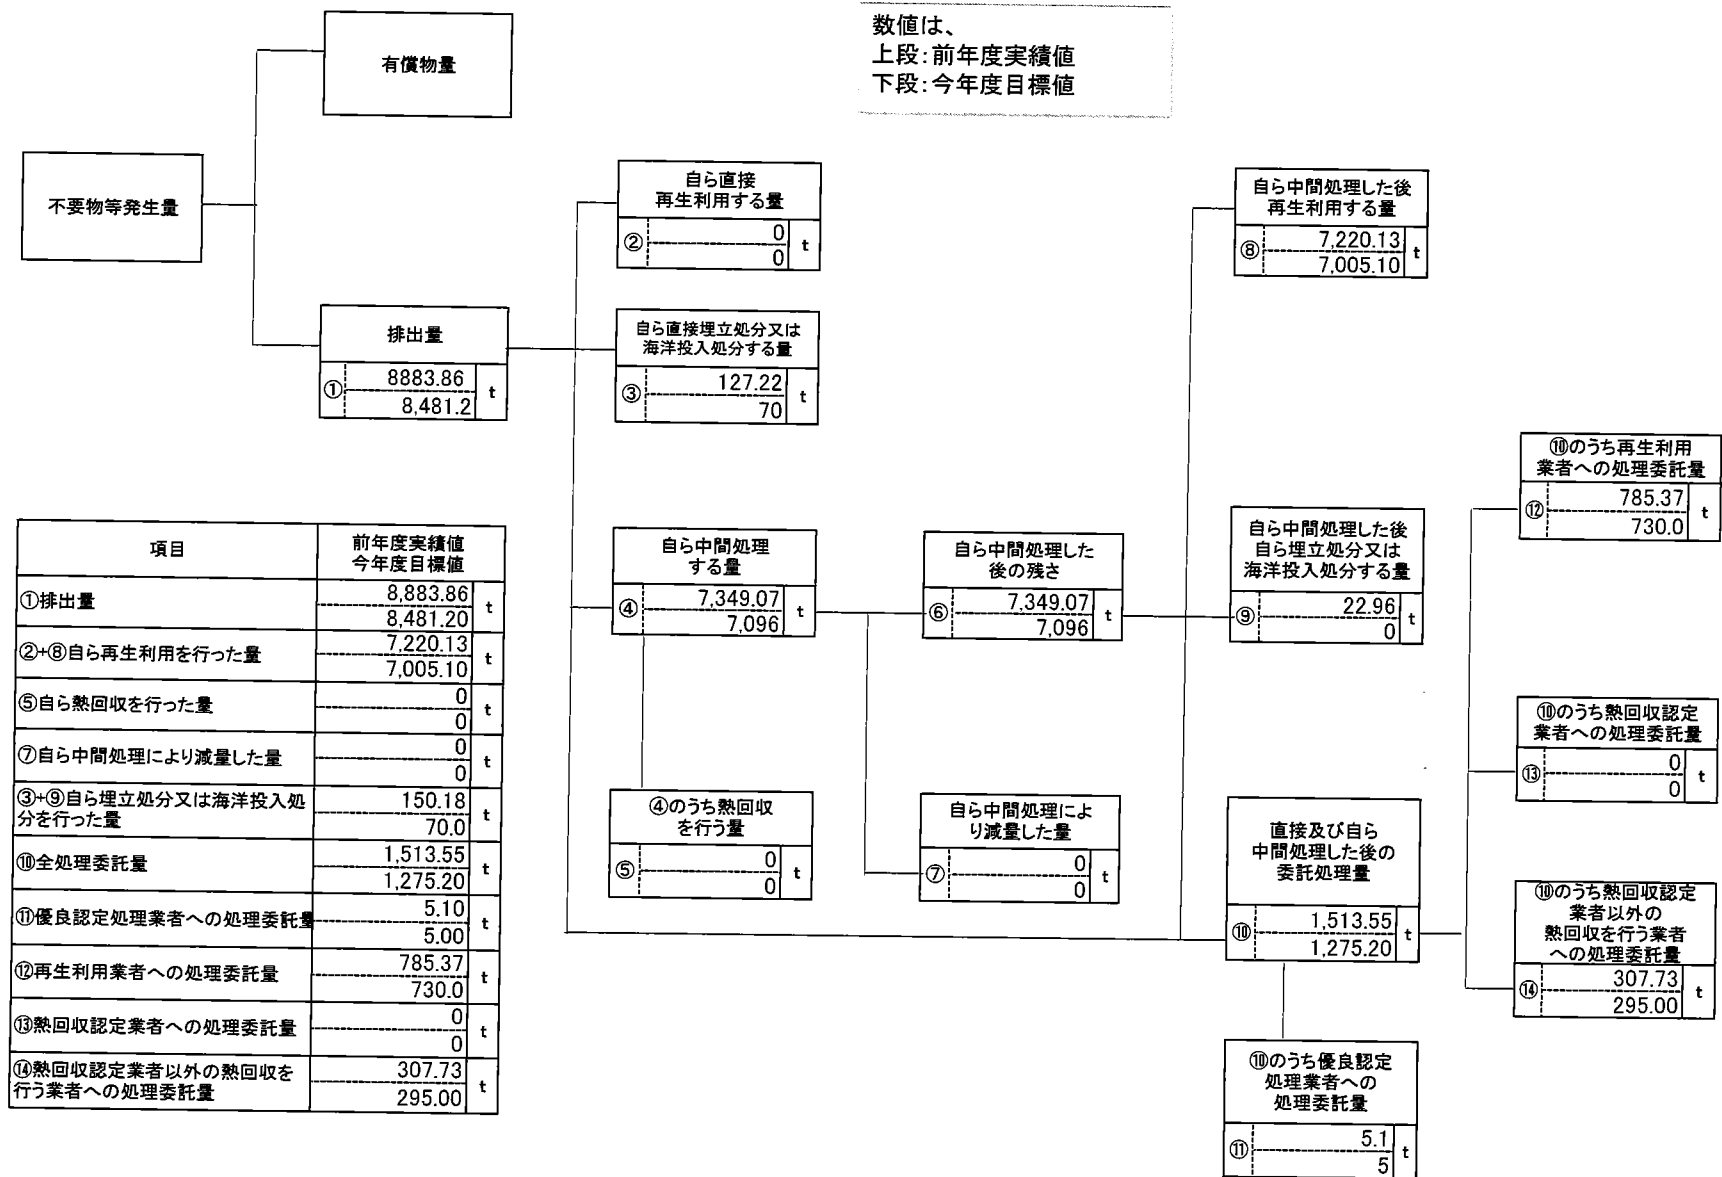 数値は、
上段:前年度実績値
下段:今年度目標値
有償物量
不要物等発生量
排出量
①
8883.86
8,481.2
t
自ら直接
再生利用する量
②
0
0
t
自ら直接埋立処分又は
海洋投入処分する量
③
127.22
70
t
自ら中間処理
する量
④
7,349.07
7,096
t
④のうち熱回収
を行う量
⑤
0
0
t
自ら中間処理した
後の残さ
⑥
7,349.07
7,096
t
自ら中間処理によ
り減量した量
⑦
0
0
t
自ら中間処理した後
再生利用する量
⑧
7,220.13
7,005.10
t
自ら中間処理した後
自ら埋立処分又は
海洋投入処分する量
⑨
22.96
0
t
直接及び自ら
中間処理した後の
委託処理量
⑩
1,513.55
1,275.20
t
⑩のうち優良認定
処理業者への
処理委託量
⑪
5.1
5
t
⑩のうち再生利用
業者への処理委託量
⑫
785.37
730.0
t
⑩のうち熱回収認定
業者への処理委託量
⑬
0
0
t
⑩のうち熱回収認定
業者以外の
熱回収を行う業者
への処理委託量
⑭
307.73
295.00
t
項目
前年度実績値
今年度目標値
①排出量
8,883.86
8,481.20
t
②+⑧自ら再生利用を行った量
7,220.13
7,005.10
t
⑤自ら熱回収を行った量
0
0
t
⑦自ら中間処理により減量した量
0
0
t
③+⑨自ら埋立処分又は海洋投入処
分を行った量
150.18
70.0
t
⑩全処理委託量
1,513.55
1,275.20
t
⑪優良認定処理業者への処理委託量
5.10
5.00
t
⑫再生利用業者への処理委託量
785.37
730.0
t
⑬熱回収認定業者への処理委託量
0
0
t
⑭熱回収認定業者以外の熱回収を
行う業者への処理委託量
307.73
295.00
t